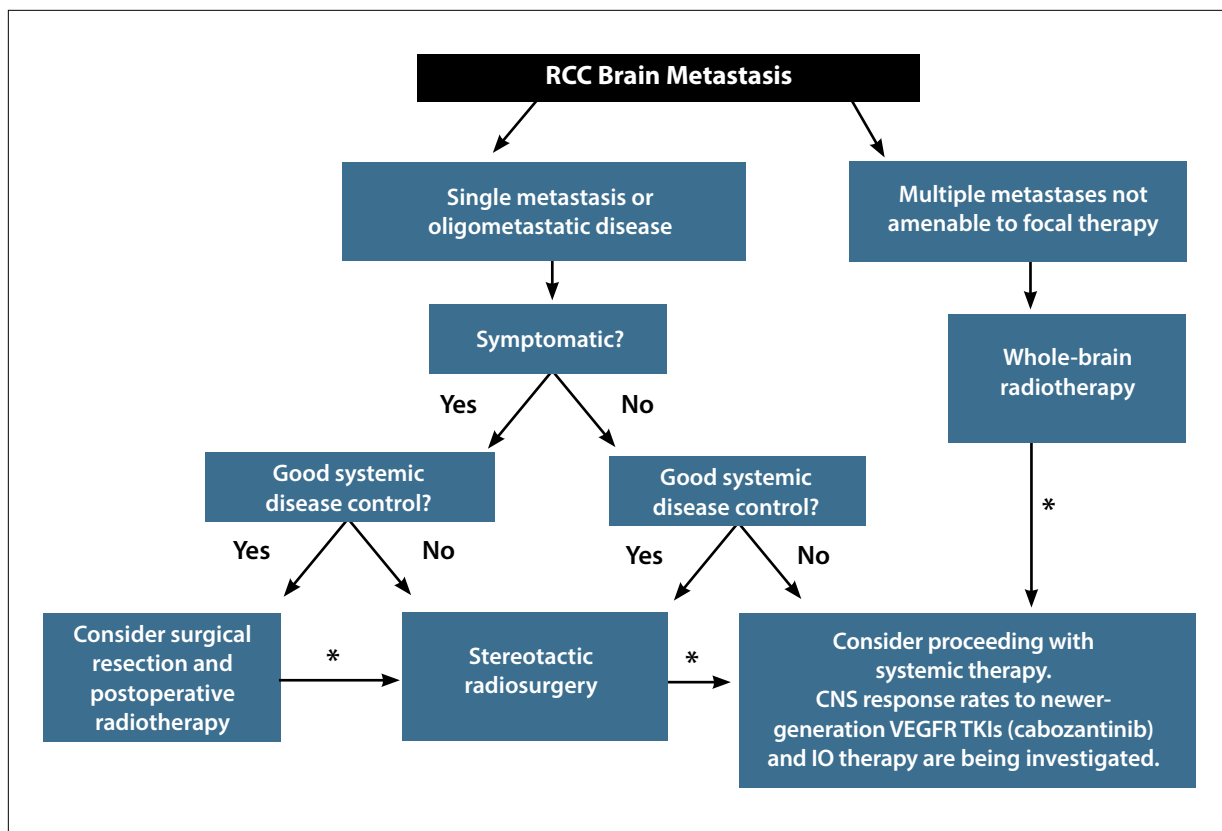 RCC Brain Metastasis
Single metastasis or
oligometastatic disease
Multiple metastases not
amenable to focal therapy
Symptomatic?
Whole-brain
radiotherapy
Yes
No
Good systemic
disease control?
Good systemic
disease control?
*
Yes
No
Yes
No
Consider surgical
resection and
postoperative
radiotherapy
*
Stereotactic
radiosurgery
*
Consider proceeding with
systemic therapy.
CNS response rates to newer-
generation VEGFR TKIs (cabozantinib)
and IO therapy are being investigated.